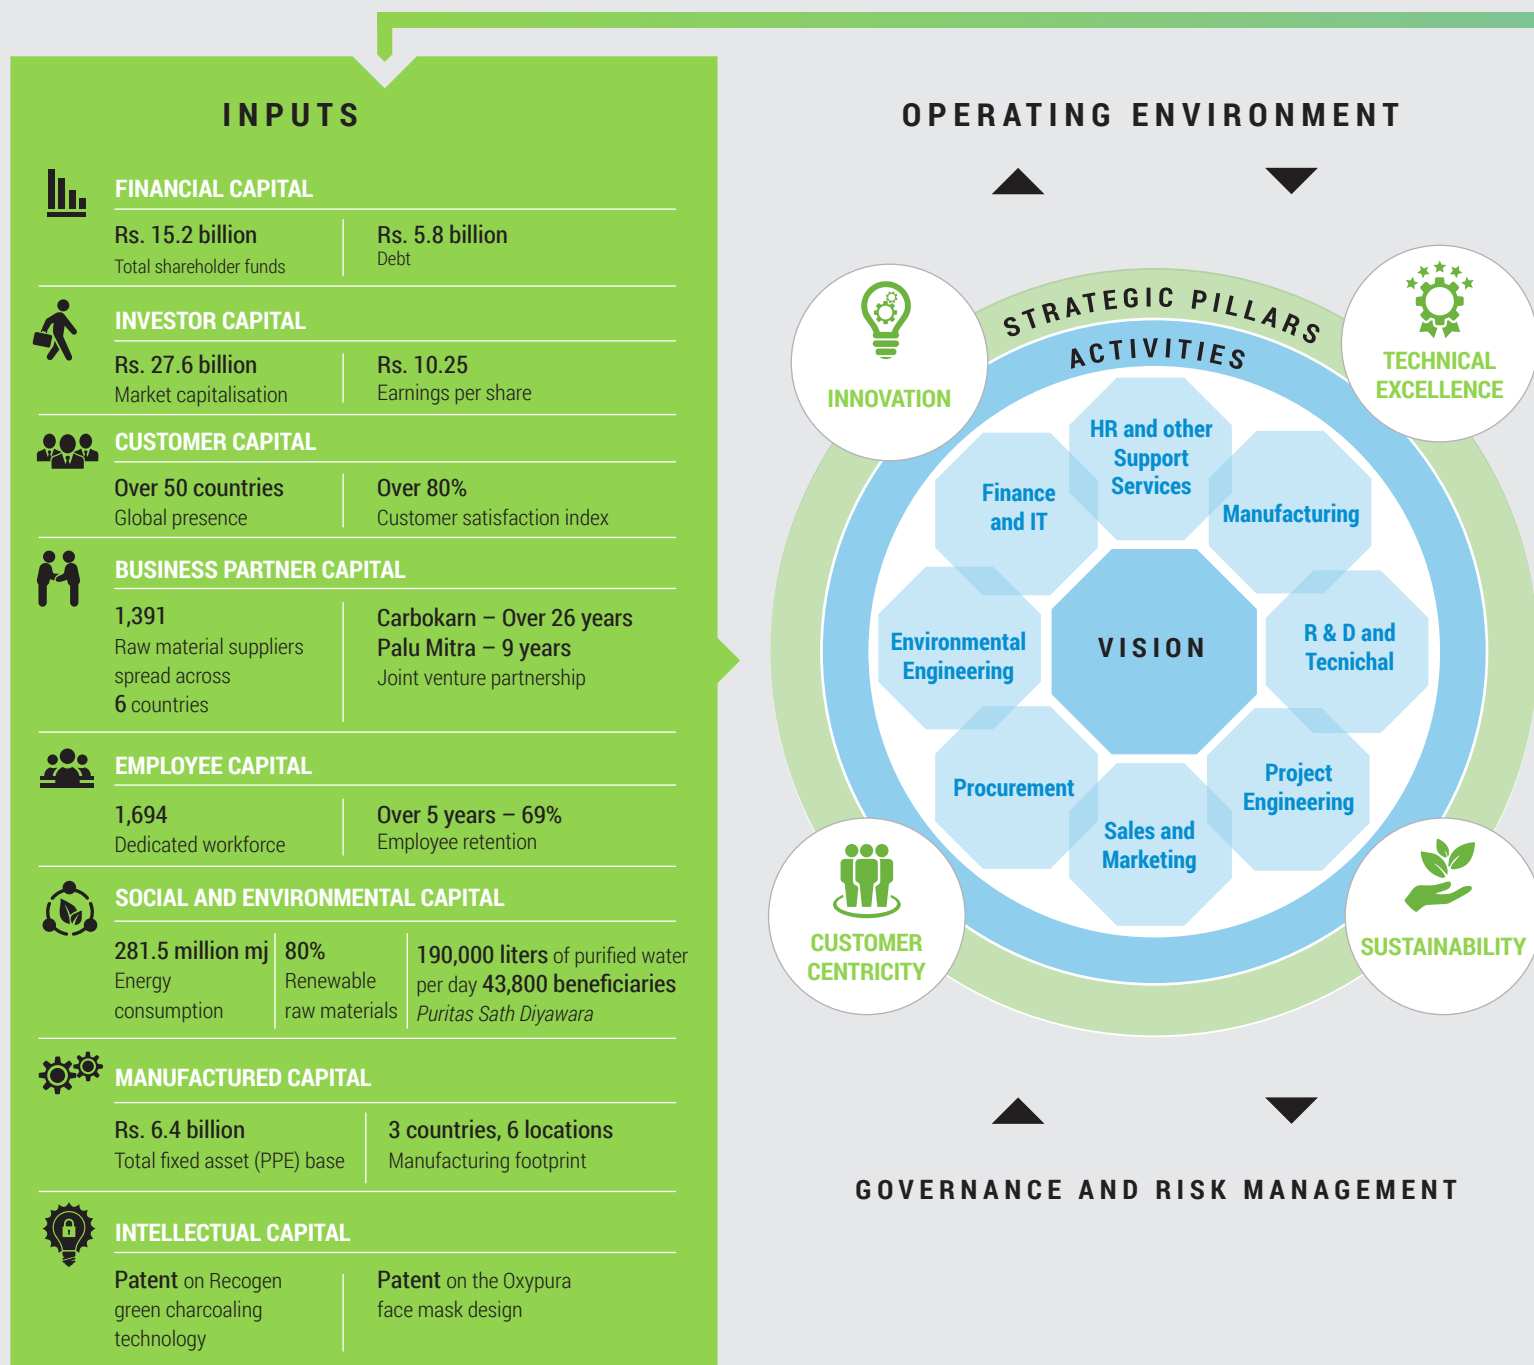 INPUTS
FINANCIAL CAPITAL
Rs. 15.2 billion
Total shareholder funds
Rs. 5.8 billion
Debt
INVESTOR CAPITAL
Rs. 27.6 billion
Market capitalisation
Rs. 10.25
Earnings per share
CUSTOMER CAPITAL
Over 50 countries
Global presence
Over 80%
Customer satisfaction index
BUSINESS PARTNER CAPITAL
1,391
Raw material suppliers
spread across
6 countries
Carbokarn – Over 26 years
Palu Mitra – 9 years
Joint venture partnership
EMPLOYEE CAPITAL
1,694
Dedicated workforce
Over 5 years – 69%
Employee retention
SOCIAL AND ENVIRONMENTAL CAPITAL
281.5 million mj
Energy
consumption
80%
Renewable
raw materials
190,000 liters of purified water
per day 43,800 beneficiaries
Puritas Sath Diyawara
MANUFACTURED CAPITAL
Rs. 6.4 billion
Total fixed asset (PPE) base
3 countries, 6 locations
Manufacturing footprint
INTELLECTUAL CAPITAL
Patent on Recogen
green charcoaling
technology
Patent on the Oxypura
face mask design
OPERATING ENVIRONMENT
STRATEGIC PILLARS
ACTIVITIES
INNOVATION
TECHNICAL
EXCELLENCE
HR and other
Support
Services
Finance
and IT
Manufacturing
Environmental
Engineering
VISION
R & D and
Tecnichal
Procurement
Project
Engineering
Sales and
Marketing
CUSTOMER
CENTRICITY
SUSTAINABILITY
GOVERNANCE AND RISK MANAGEMENT